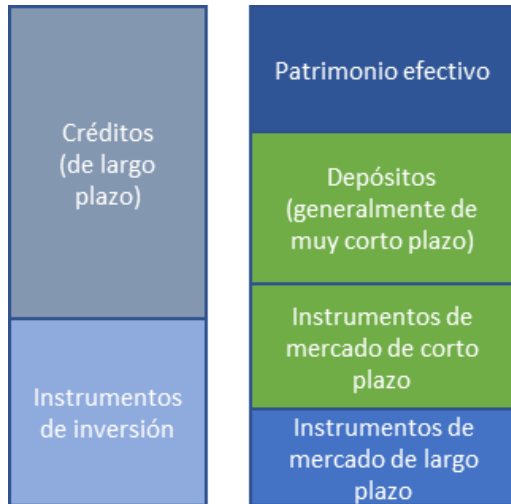 Créditos
(de largo
plazo)
Instrumentos
de inversión
Patrimonio efectivo
Depósitos
(generalmente de
muy corto plazo)
Instrumentos de
mercado de corto
plazo
Instrumentos de
mercado de largo
plazo